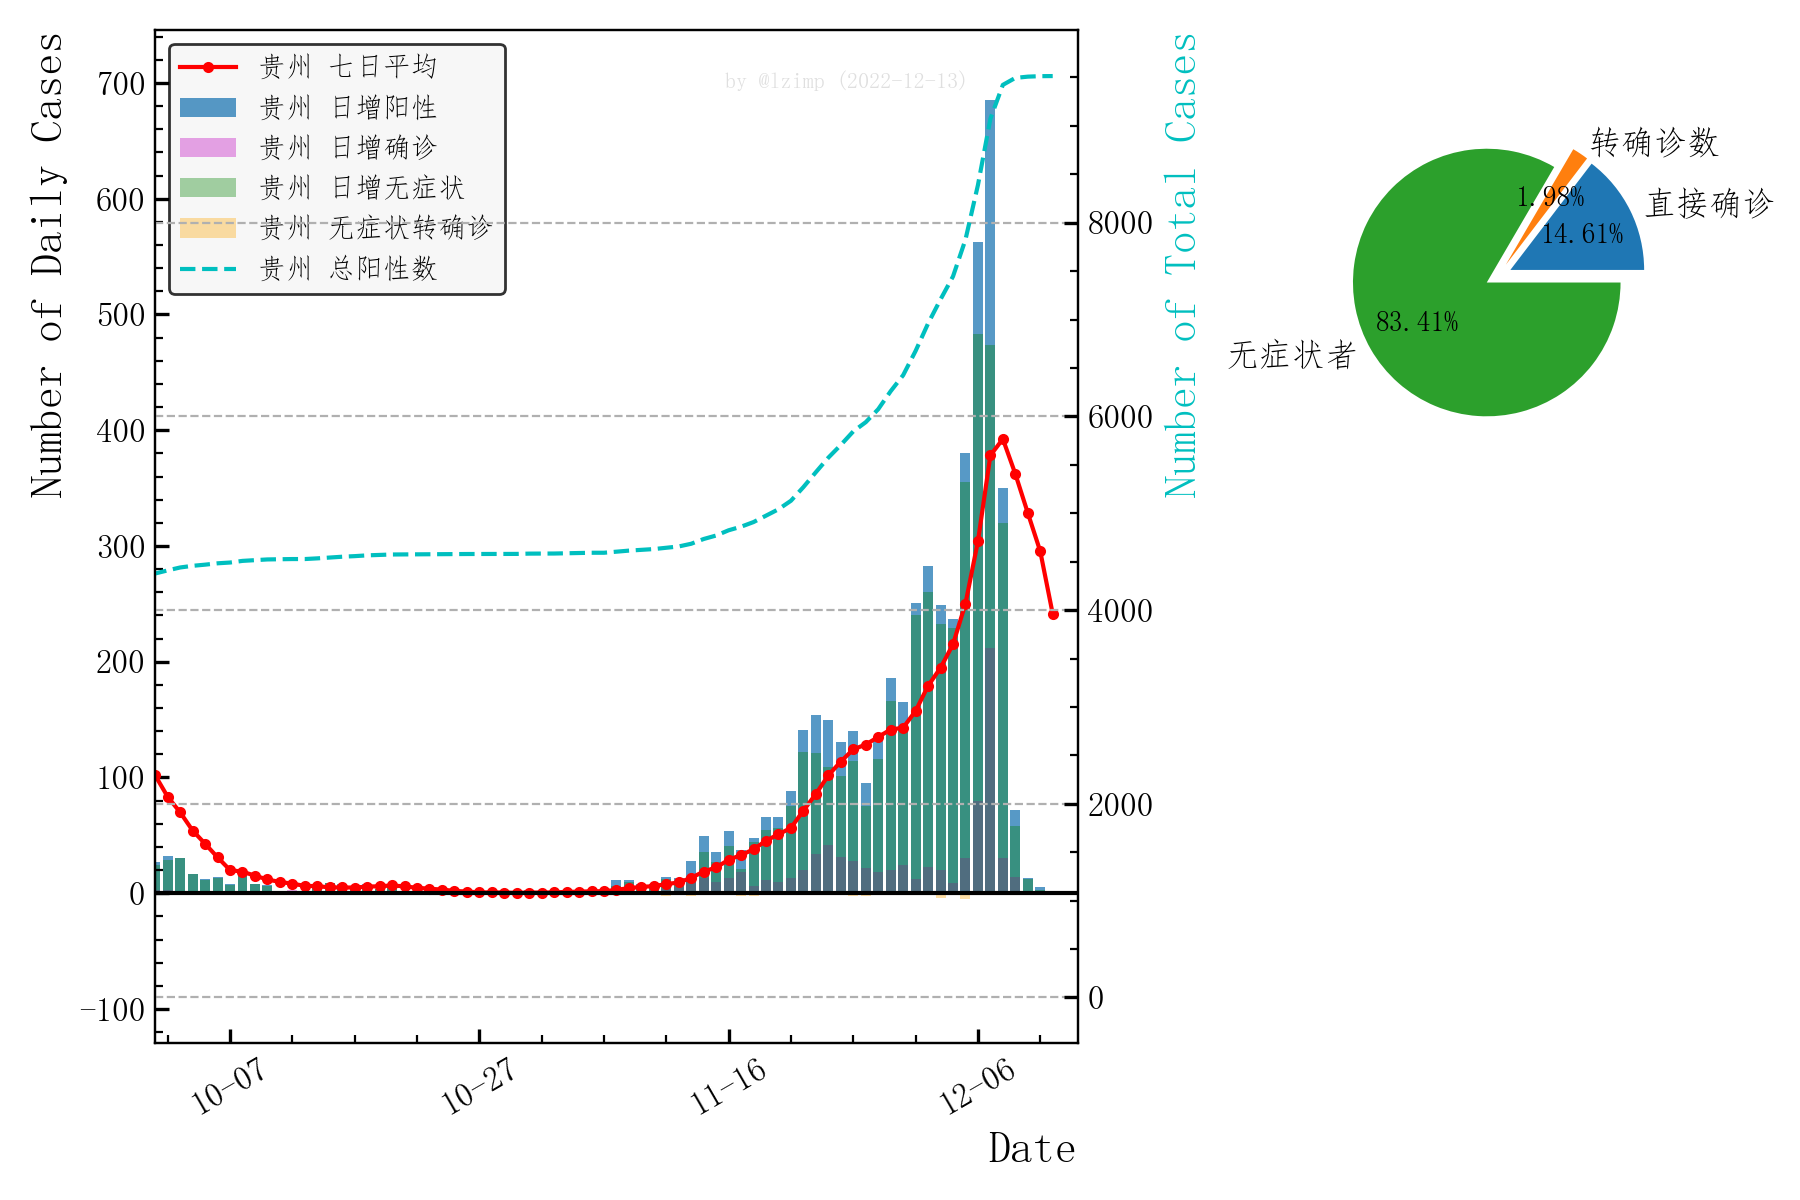 Number of Daily Cases
700
600
500
400
300
200
100
0
−100
贵州 七日平均
贵州 日增阳性
贵州 日增确诊
贵州 日增无症状
贵州 无症状转确诊
贵州 总阳性数
by @lzimp (2022-12-13)
8000
6000
4000
2000
0
Number of Total Cases
10-07
10-27
11-16
12-06
Date
转确诊数
直接确诊
无症状者
1.98%
14.61%
83.41%